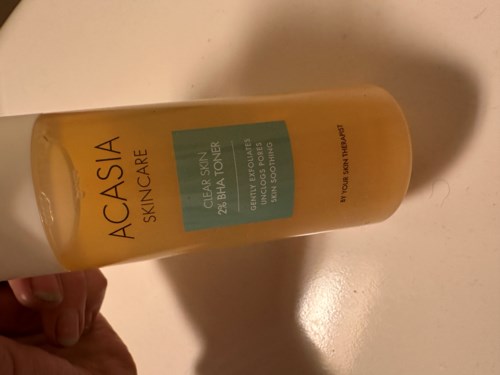 ACASIA
SKINCARE
CLEAR SKIN
2% BHA TONER
GENTLY EXFOLIATES
UNCLOGS PORES
SKIN SOOTHING
BY YOUR SKIN THERAPIST